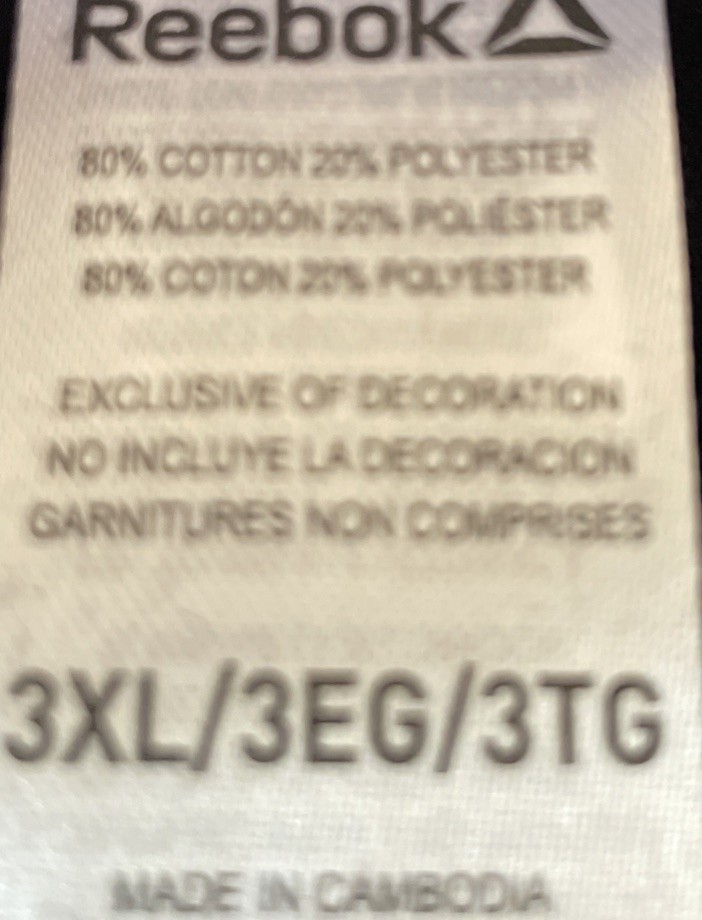 Reebok
80% COTTON 20% POLYESTER
80% ALGODÓN 20% POLIÉSTER
80% COTON 20% POLYESTER
EXCLUSIVE OF DECORATION
NO INCLUYE LA DECORACION
GARNITURES NON COMPRISES
3XL/3EG/3TG
MADE IN CAMBODIA